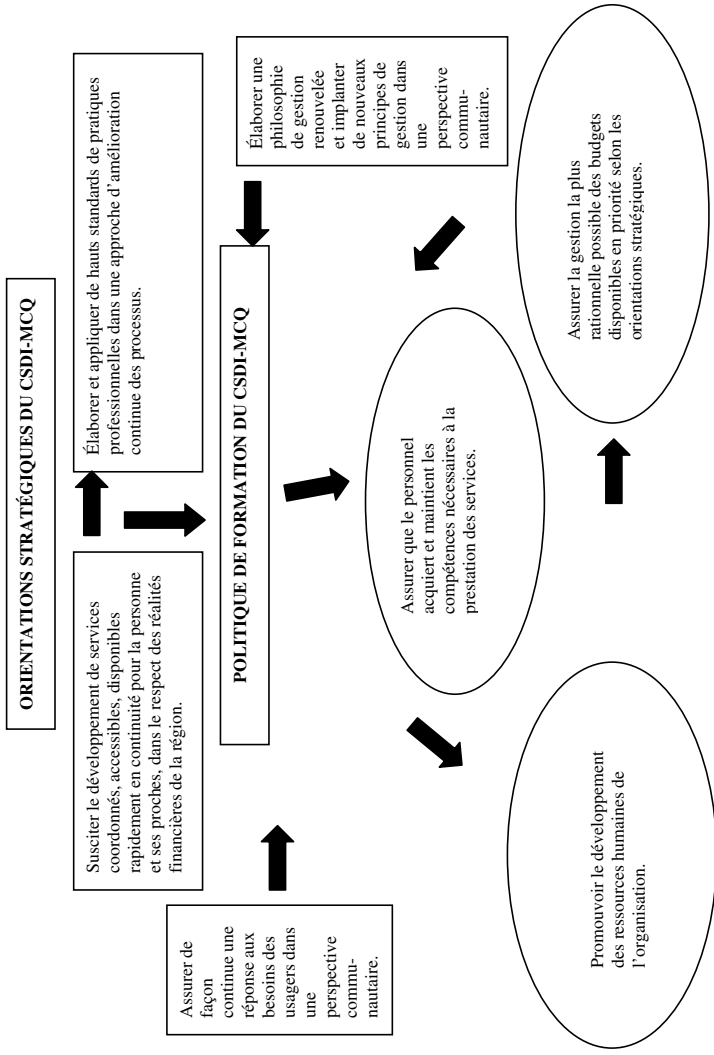 ORIENTATIONS STRATÉGIQUES DU CSDI-MCQ
Susciter le développement de services
coordonnés, accessibles, disponibles
rapidement en continuité pour la personne
et ses proches, dans le respect des réalités
financières de la région.
Élaborer et appliquer de hauts standards de pratiques
professionnelles dans une approche d’amélioration
continue des processus.
Assurer de
façon
continue une
réponse aux
besoins des
usagers dans
une
perspective
commu-
nautaire.
POLITIQUE DE FORMATION DU CSDI-MCQ
Élaborer une
philosophie
de gestion
renouvelée
et implanter
de nouveaux
principes de
gestion dans
une
perspective
commu-
nautaire.
Assurer que le personnel
acquiert et maintient les
compétences nécessaires à la
prestation des services.
Promouvoir le développement
des ressources humaines de
l’organisation.
Assurer la gestion la plus
rationnelle possible des budgets
disponibles en priorité selon les
orientations stratégiques.